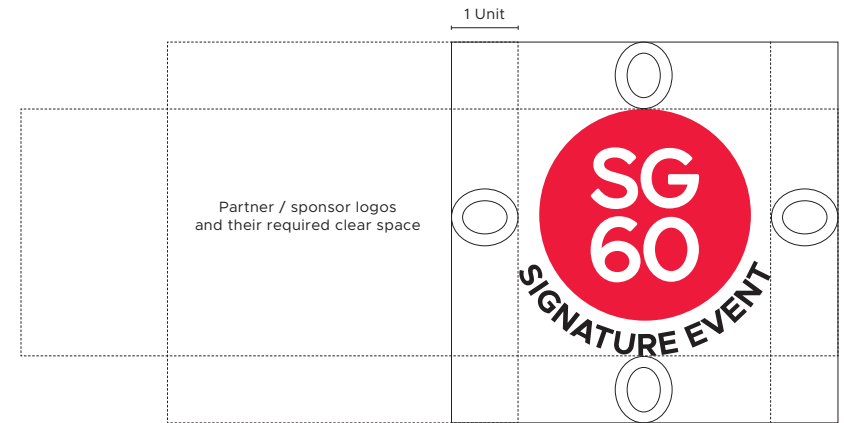 1 Unit
Partner / sponsor logos
and their required clear space
SG
60
SIGNATURE EVENT